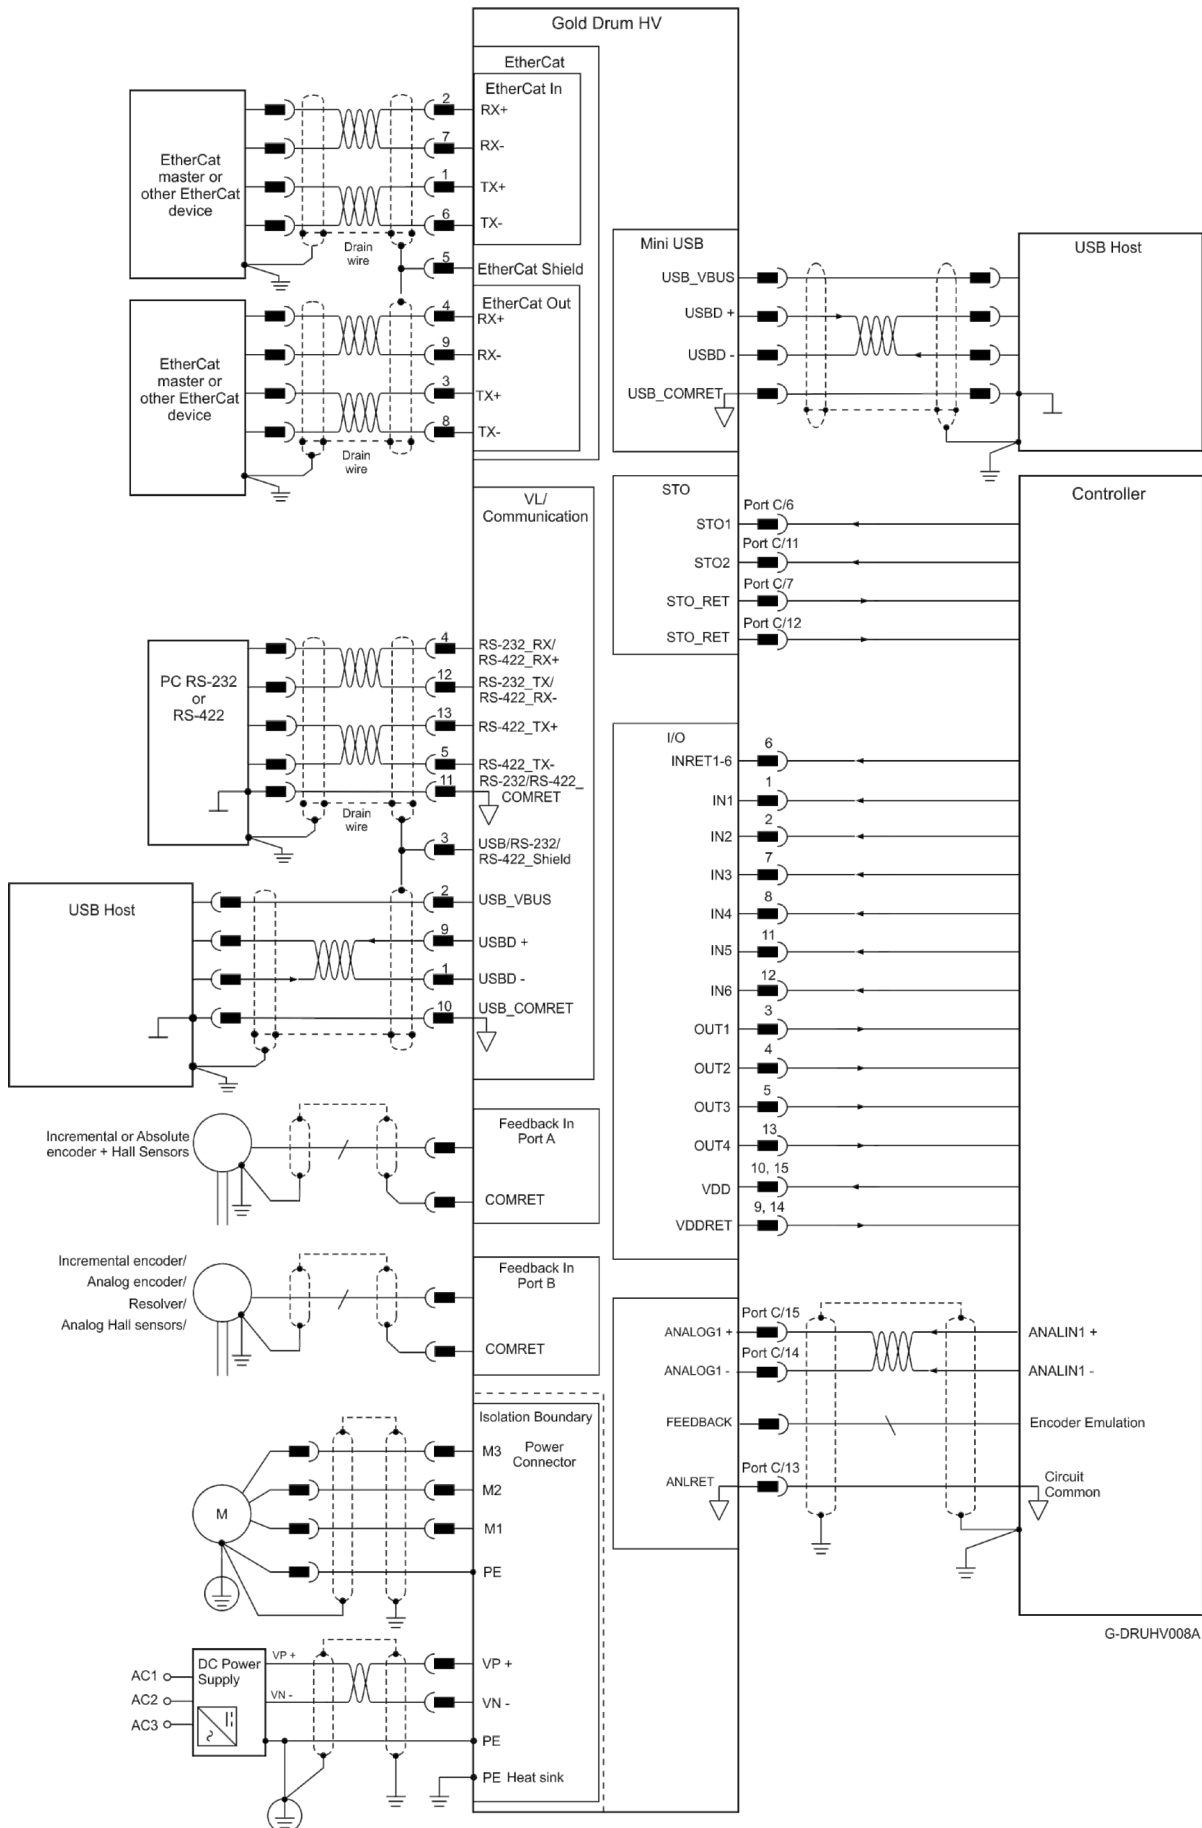 Gold Drum HV
EtherCat
EtherCat In
EtherCat
master or
other EtherCat
device
2
RX+
7
RX-
1
TX+
6
TX-
Drain
wire
5
EtherCat Shield
EtherCat Out
EtherCat
master or
other EtherCat
device
4
RX+
9
RX-
3
TX+
8
TX-
Drain
wire
VL/
Communication
PC RS-232
or
RS-422
4
RS-232_RX/
RS-422_RX+
12
RS-232_TX/
RS-422_RX-
13
RS-422_TX+
5
RS-422_TX-
11
RS-232/RS-422_
COMRET
Drain
wire
3
USB/RS-232/
RS-422_Shield
USB Host
2
USB_VBUS
9
USBD +
1
USBD -
10
USB_COMRET
Incremental or Absolute
encoder + Hall Sensors
Feedback In
Port A
COMRET
Incremental encoder/
Analog encoder/
Resolver/
Analog Hall sensors/
Feedback In
Port B
COMRET
Isolation Boundary
Power
Connector
M
M3
M2
M1
PE
DC Power
Supply
AC1
AC2
AC3
VP +
VN -
VP +
VN -
PE
PE Heat sink
Mini USB
USB_VBUS
USBD +
USBD -
USB_COMRET
USB Host
STO
Port C/6
STO1
Port C/11
STO2
Port C/7
STO_RET
Port C/12
STO_RET
Controller
I/O
6
INRET1-6
1
IN1
2
IN2
7
IN3
8
IN4
11
IN5
12
IN6
3
OUT1
4
OUT2
5
OUT3
13
OUT4
10, 15
VDD
9, 14
VDDRET
Port C/15
ANALOG1 +
ANALIN1 +
Port C/14
ANALOG1 -
ANALIN1 -
FEEDBACK
Encoder Emulation
Port C/13
ANLRET
Circuit
Common
G-DRUHV008A